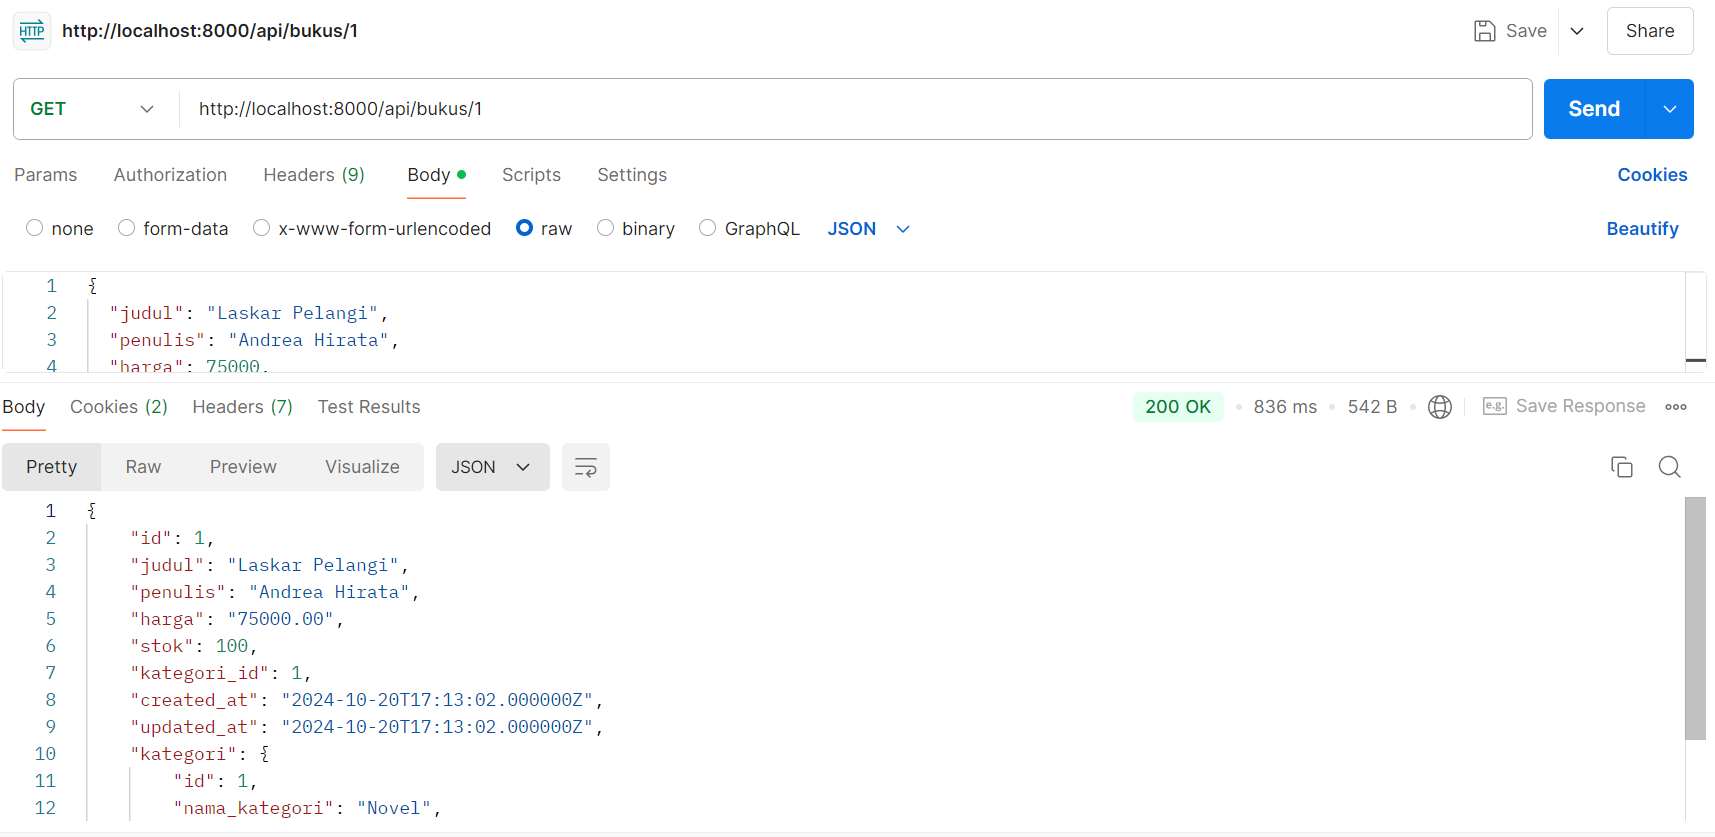 HTTP http://localhost:8000/api/bukus/1 Save Share
GET http://localhost:8000/api/bukus/1 Send
Params Authorization Headers (9) Body Scripts Settings Cookies
none form-data x-www-form-urlencoded raw binary GraphQL JSON Beautify
1 {
2 "judul": "Laskar Pelangi",
3 "penulis": "Andrea Hirata",
4 "harga": 75000,
Body Cookies (2) Headers (7) Test Results 200 OK 836 ms 542 B e.g. Save Response
Pretty Raw Preview Visualize JSON
1 {
2 "id": 1,
3 "judul": "Laskar Pelangi",
4 "penulis": "Andrea Hirata",
5 "harga": "75000.00",
6 "stok": 100,
7 "kategori_id": 1,
8 "created_at": "2024-10-20T17:13:02.000000Z",
9 "updated_at": "2024-10-20T17:13:02.000000Z",
10 "kategori": {
11 "id": 1,
12 "nama_kategori": "Novel",